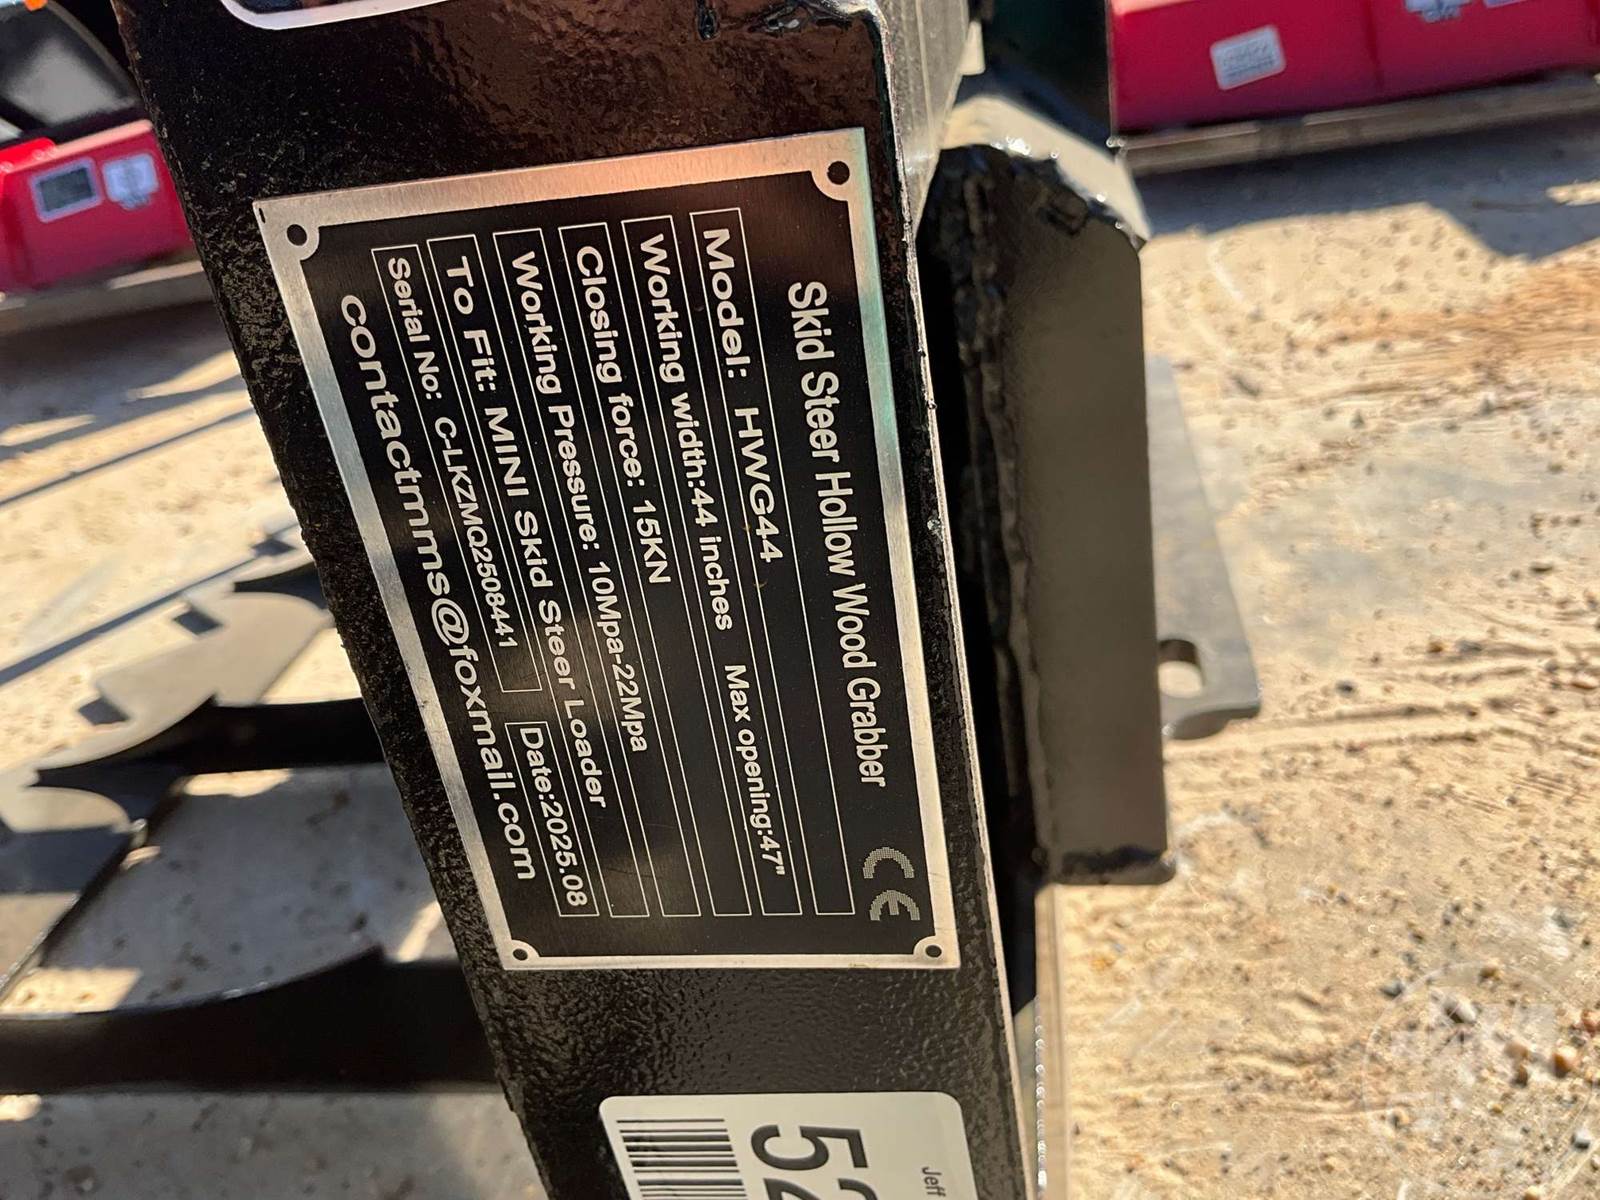 Skid Steer Hollow Wood Grabber CE
Model: HWG44
Working width:44 inches Max opening:47"
Closing force: 15KN
Working Pressure: 10Mpa-22Mpa
To Fit: MINI Skid Steer Loader
Serial No: C-LKZMQ2508441 Date:2025.08
contactmms@foxmail.com
Jeff
52